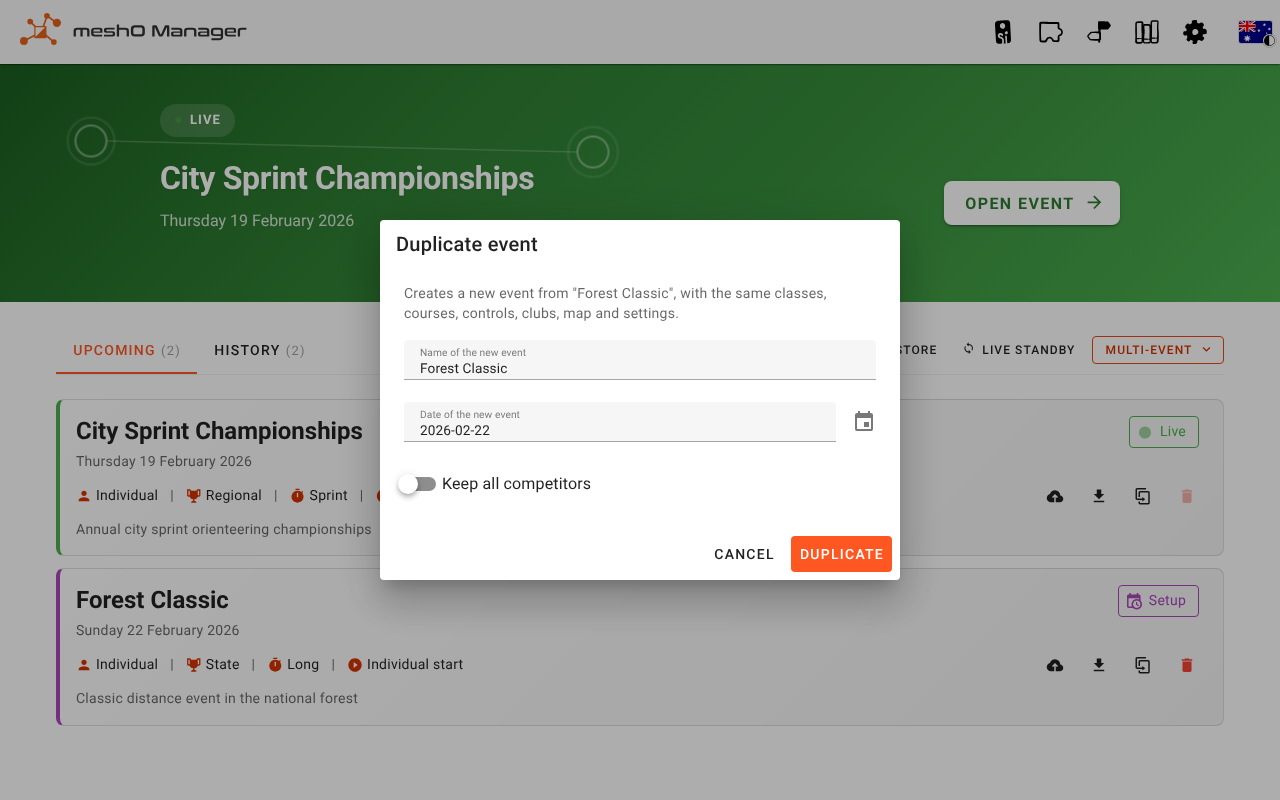 meshO Manager
Si
LIVE
City Sprint Championships
Thursday 19 February 2026
OPEN EVENT
UPCOMING (2)
HISTORY (2)
STORE
LIVE STANDBY
MULTI-EVENT
City Sprint Championships
Live
Thursday 19 February 2026
Individual | Regional | Sprint |
Annual city sprint orienteering championships
Forest Classic
Setup
Sunday 22 February 2026
Individual | State | Long | Individual start
Classic distance event in the national forest
Duplicate event
Creates a new event from "Forest Classic", with the same classes,
courses, controls, clubs, map and settings.
Name of the new event
Forest Classic
Date of the new event
2026-02-22
Keep all competitors
CANCEL
DUPLICATE